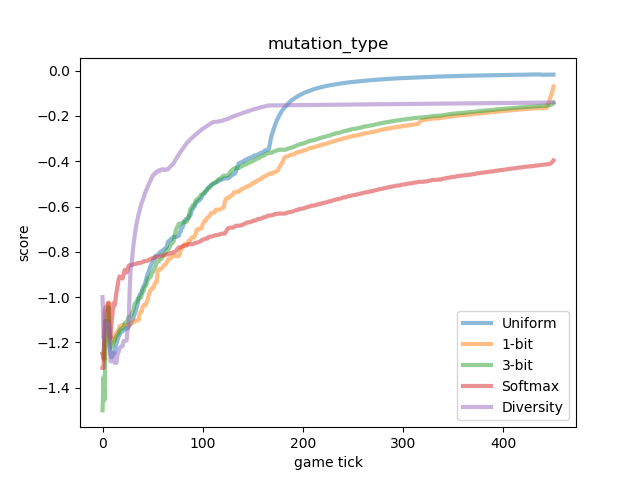 mutation_type
0.0
−0.2
−0.4
−0.6
−0.8
−1.0
−1.2
−1.4
score
0
100
200
300
400
game tick
Uniform
1-bit
3-bit
Softmax
Diversity